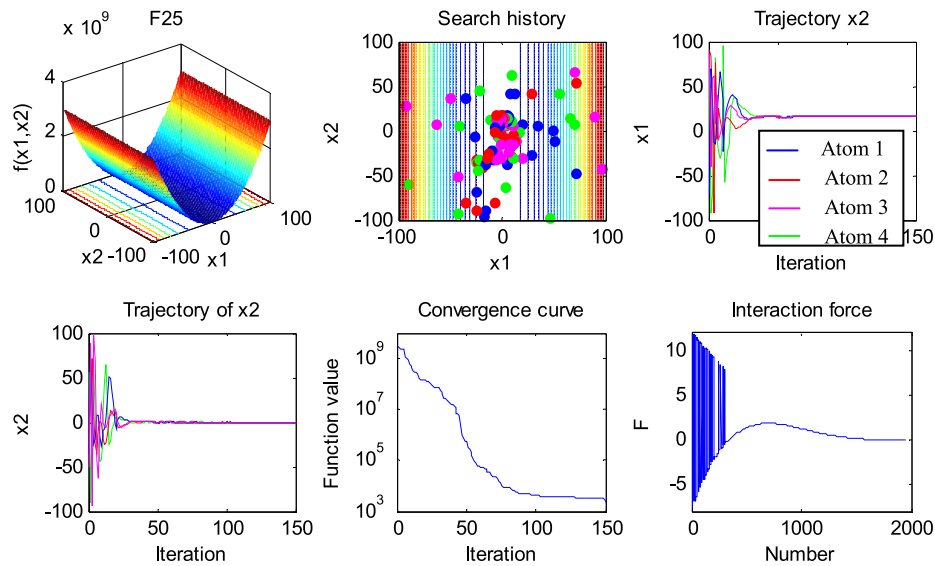 F25
x 10^9
f(x1,x2)
4
2
0
100
0
-100
x2
-100
0
100
x1
Search history
x2
100
50
0
-50
-100
-100
0
100
x1
Trajectory x2
x1
100
50
0
-50
-100
0
150
Iteration
Atom 1
Atom 2
Atom 3
Atom 4
Trajectory of x2
x2
100
50
0
-50
-100
0
50
100
150
Iteration
Convergence curve
Function value
10^9
10^7
10^5
10^3
0
50
100
150
Iteration
Interaction force
F
10
5
0
-5
0
1000
2000
Number